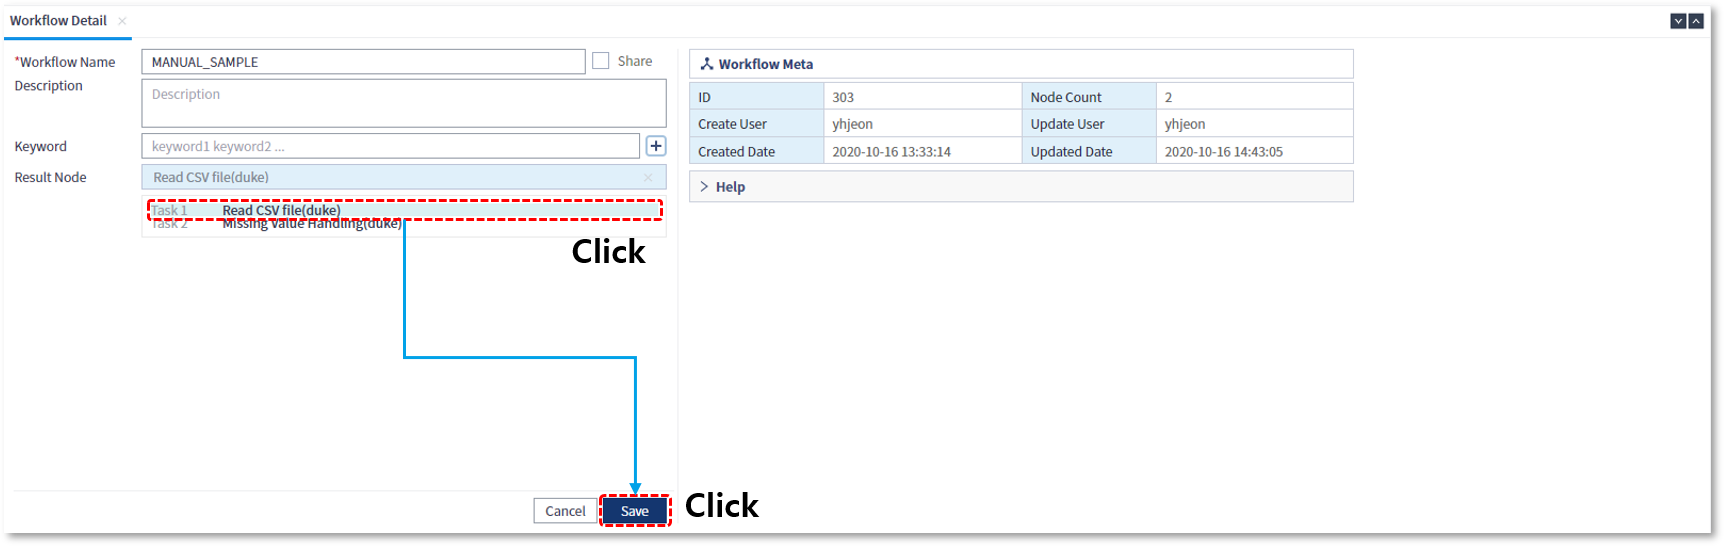 Workflow Detail
*Workflow Name
MANUAL_SAMPLE
Share
Description
Description
Keyword
keyword1 keyword2 ...
Result Node
Read CSV file(duke)
Task 1 Read CSV file(duke)
Task 2 Missing Value Handling(duke)
Click
Cancel
Save
Click
Workflow Meta
ID 303 Node Count 2
Create User yhjeon Update User yhjeon
Created Date 2020-10-16 13:33:14 Updated Date 2020-10-16 14:43:05
Help